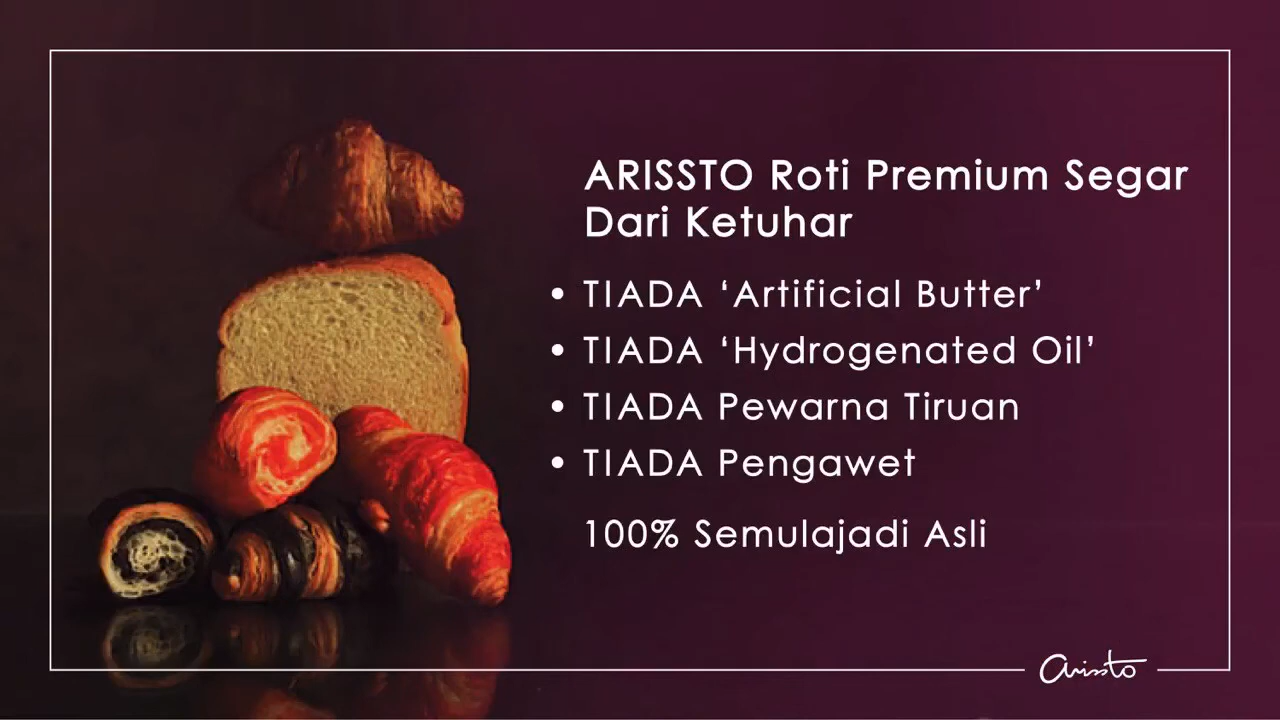 ARISSTO Roti Premium Segar
Dari Ketuhar
• TIADA ‘Artificial Butter’
• TIADA ‘Hydrogenated Oil’
• TIADA Pewarna Tiruan
• TIADA Pengawet
100% Semulajadi Asli
arissto